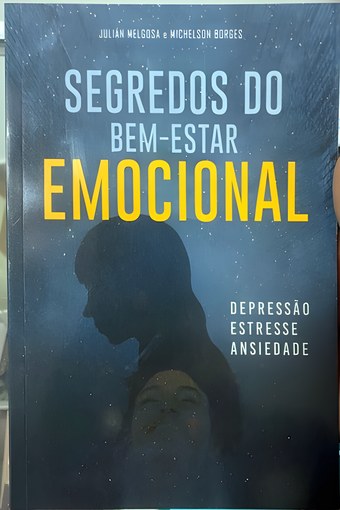 JULIÁN MELGOSA e MICHELSON BORGES
SEGREDOS DO
BEM-ESTAR
EMOCIONAL
DEPRESSÃO
ESTRESSE
ANSIEDADE